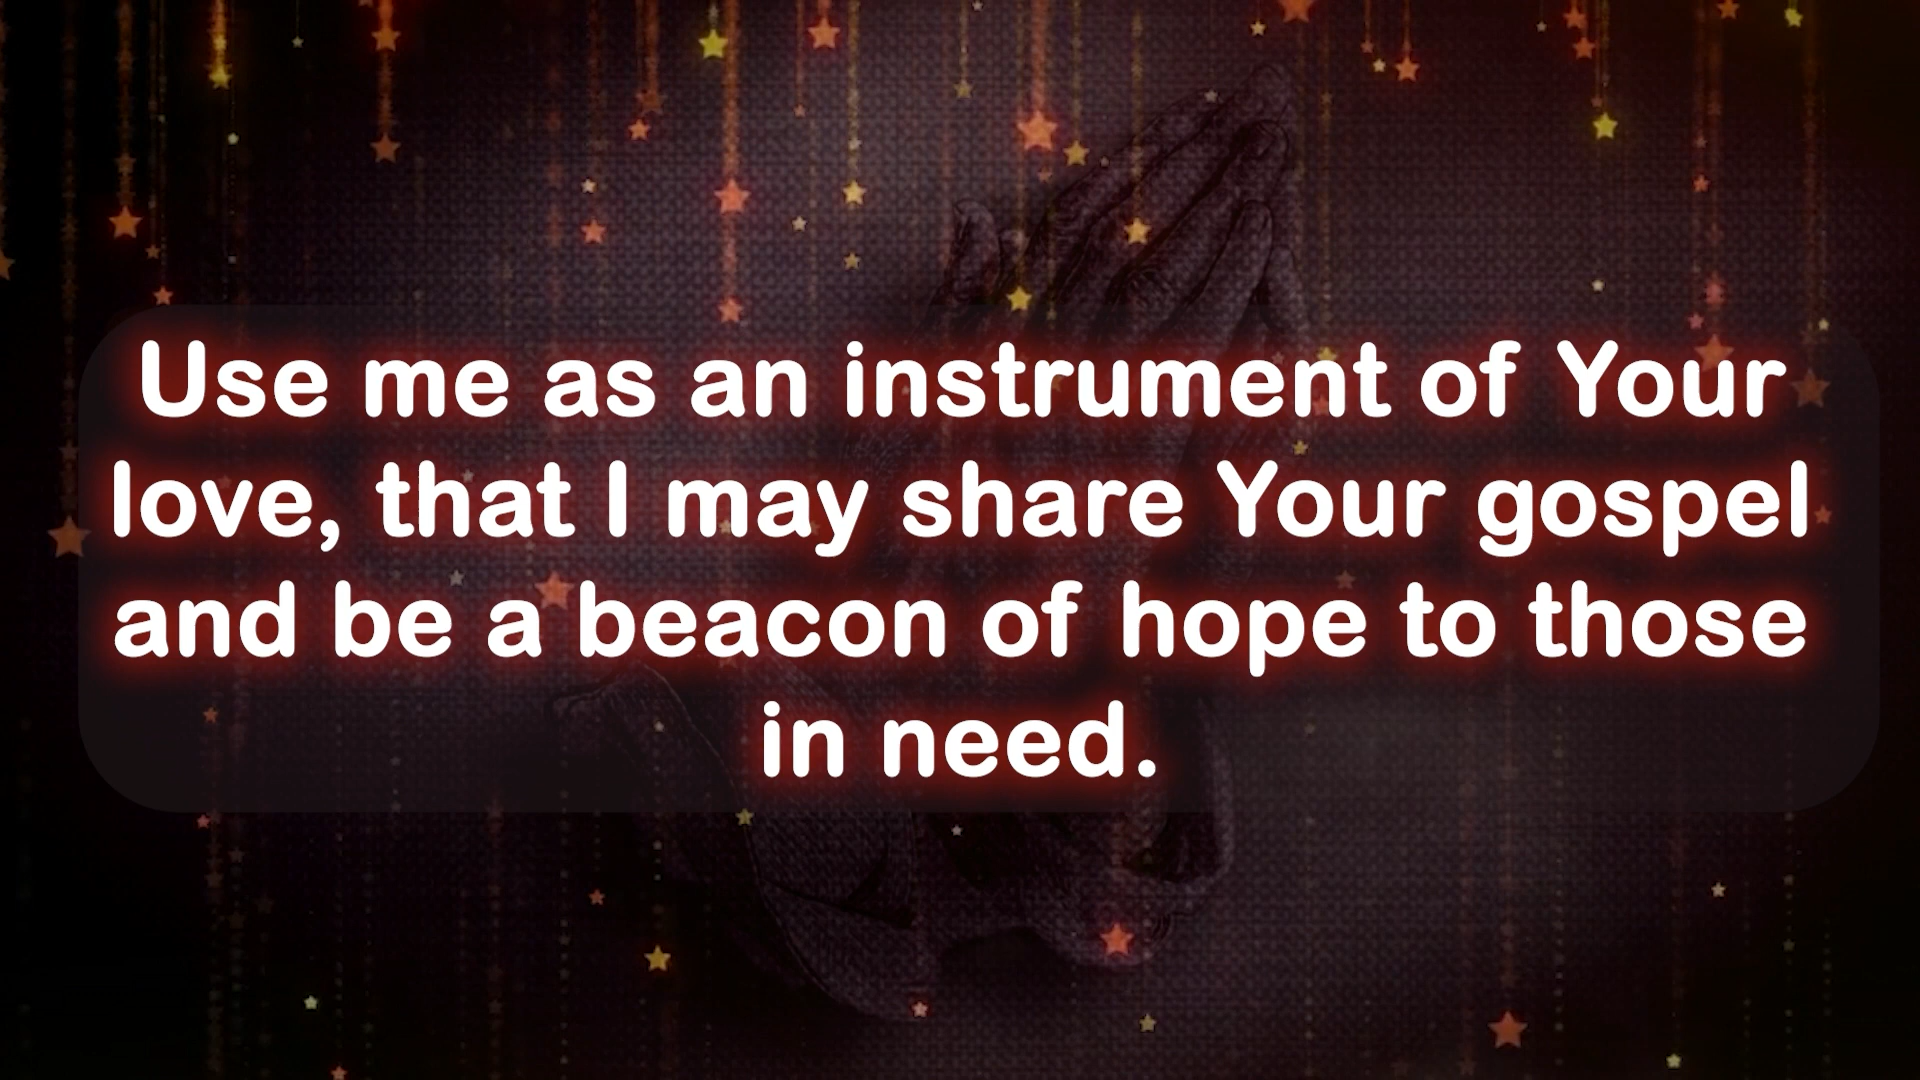 Use me as an instrument of Your
love, that I may share Your gospel
and be a beacon of hope to those
in need.